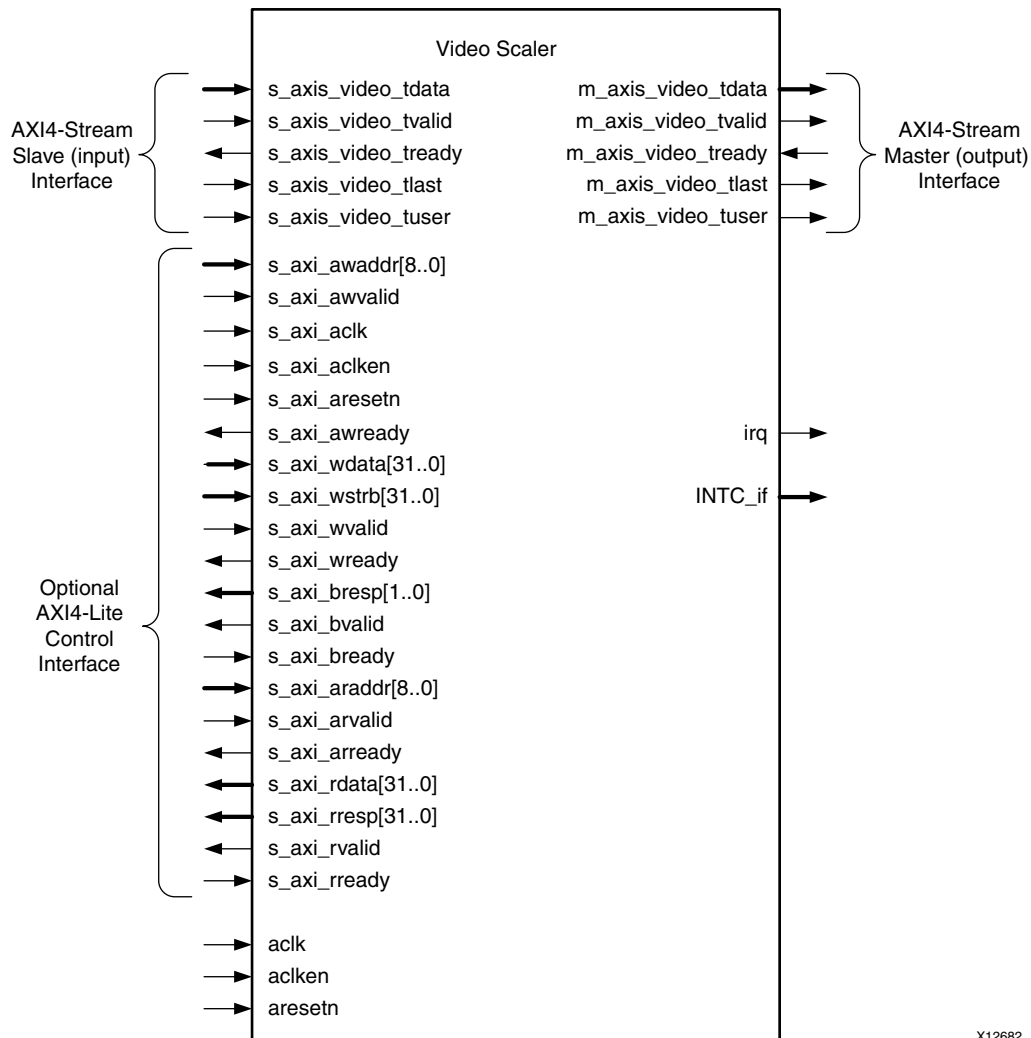 Video Scaler
AXI4-Stream
Slave (input)
Interface
s_axis_video_tdata
s_axis_video_tvalid
s_axis_video_tready
s_axis_video_tlast
s_axis_video_tuser
m_axis_video_tdata
m_axis_video_tvalid
m_axis_video_tready
m_axis_video_tlast
m_axis_video_tuser
AXI4-Stream
Master (output)
Interface
Optional
AXI4-Lite
Control
Interface
s_axi_awaddr[8..0]
s_axi_awvalid
s_axi_aclk
s_axi_aclken
s_axi_aresetn
s_axi_awready
s_axi_wdata[31..0]
s_axi_wstrb[31..0]
s_axi_wvalid
s_axi_wready
s_axi_bresp[1..0]
s_axi_bvalid
s_axi_bready
s_axi_araddr[8..0]
s_axi_arvalid
s_axi_arready
s_axi_rdata[31..0]
s_axi_rresp[31..0]
s_axi_rvalid
s_axi_rready
irq
INTC_if
aclk
aclken
aresetn
X12682